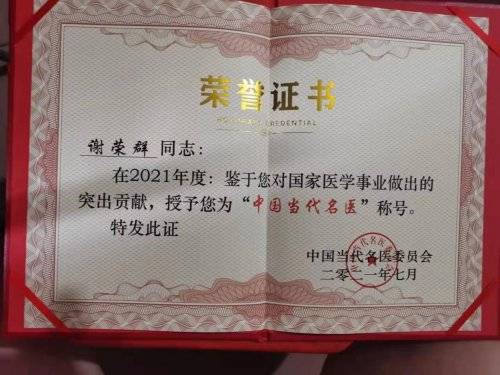 荣誉证书
HONORARY CREDENTIAL
谢荣群同志：
在2021年度：鉴于您对国家医学事业做出的
突出贡献，授予您为“中国当代名医”称号。
特发此证
中国当代名医委员会
二零二一年七月